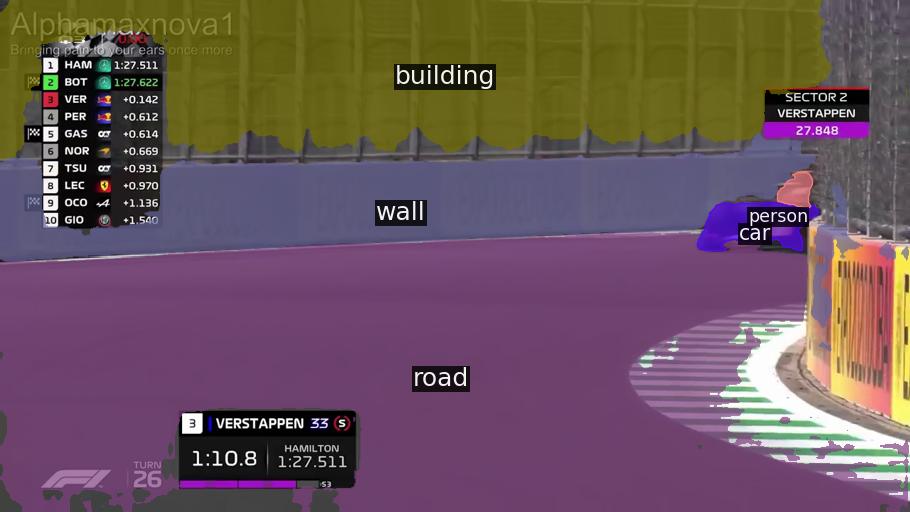 Alphamaxnova1
Bringing pain to your ears once more
1 HAM 1:27.511
2 BOT 1:27.622
3 VER +0.142
4 PER +0.612
5 GAS +0.614
6 NOR +0.669
7 TSU +0.931
8 LEC +0.970
9 OCO +1.136
10 GIO +1.540
building
SECTOR 2
VERSTAPPEN
27.848
wall
person
car
road
3 VERSTAPPEN 33 S
1:10.8
HAMILTON
1:27.511
S3
F1
TURN
26